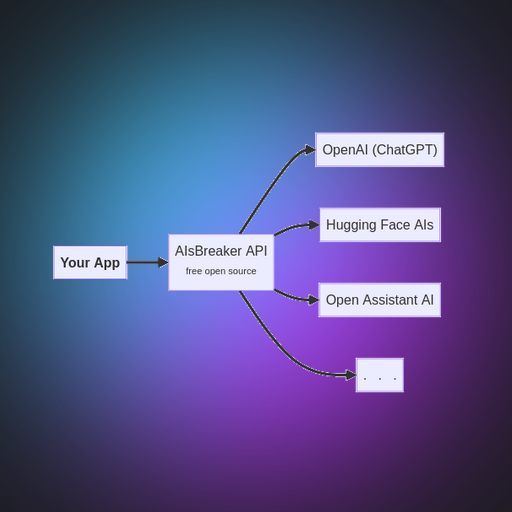 OpenAI (ChatGPT)
Hugging Face AIs
Your App
AIsBreaker API
free open source
Open Assistant AI
. . .